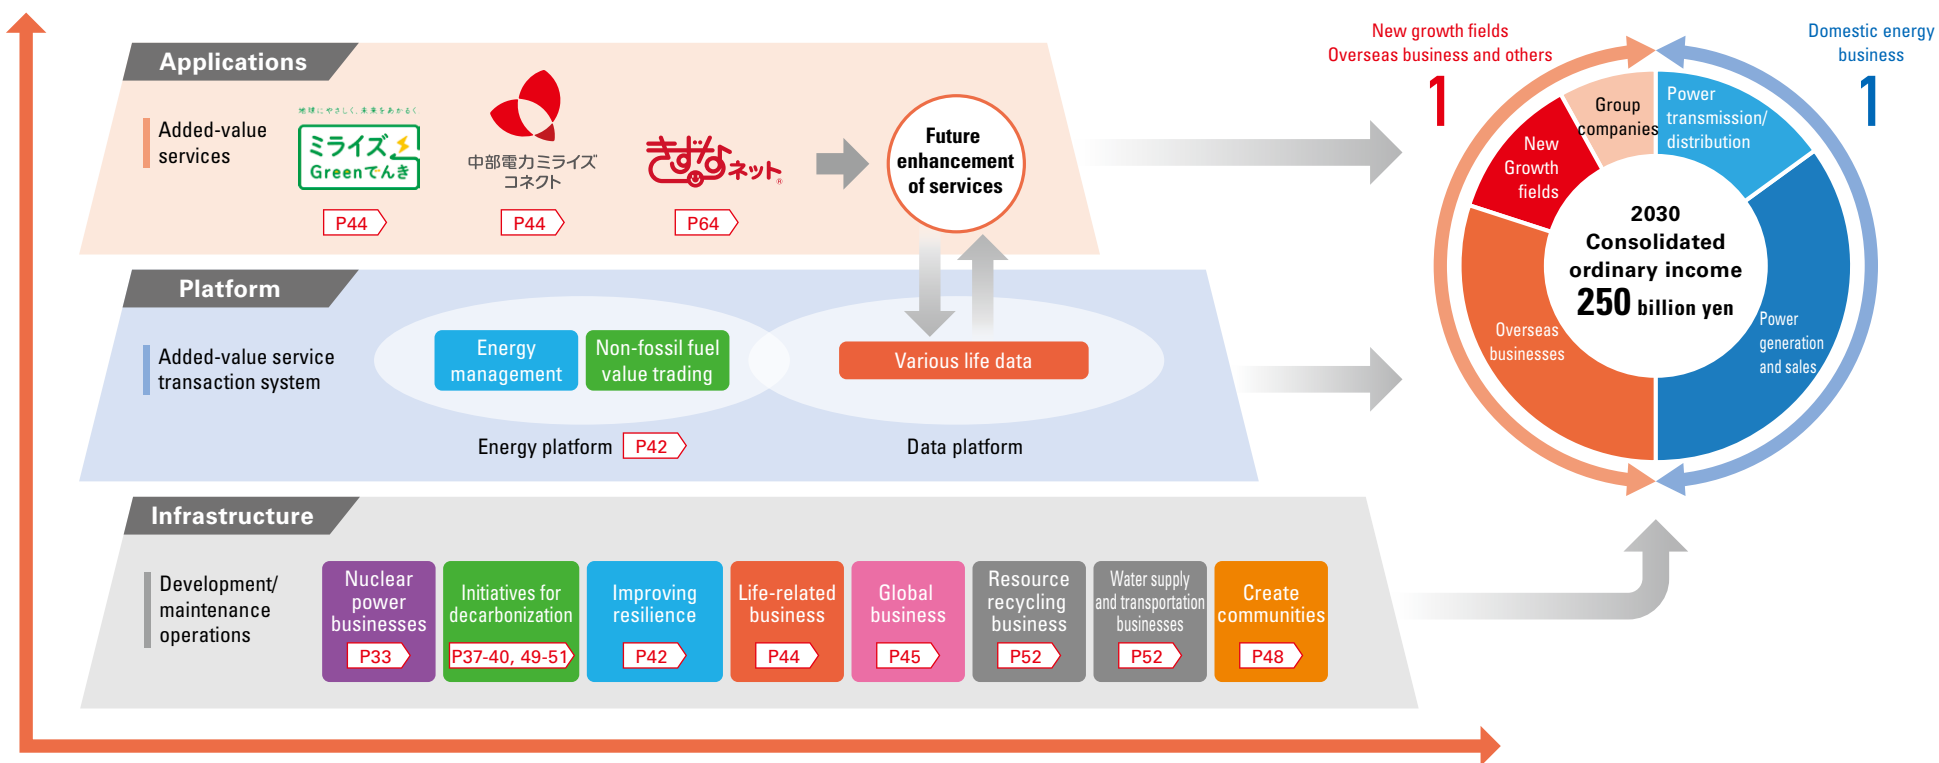 Applications
Added-value
services
地球にやさしく、未来をあかるく
ミライズ
Greenでんき
P44
中部電力ミライズ
コネクト
P44
きずなネット®
P64
Future
enhancement
of services
Platform
Added-value service
transaction system
Energy
management
Non-fossil fuel
value trading
Various life data
Energy platform P42
Data platform
Infrastructure
Development/
maintenance
operations
Nuclear
power
businesses
P33
Initiatives for
decarbonization
P37-40, 49-51
Improving
resilience
P42
Life-related
business
P44
Global
business
P45
Resource
recycling
business
P52
Water supply
and transportation
businesses
P52
Create
communities
P48
New growth fields
Overseas business and others
1
Domestic energy
business
1
Group
companies
Power
transmission/
distribution
New
Growth
fields
Overseas
businesses
Power
generation
and sales
2030
Consolidated
ordinary income
250 billion yen